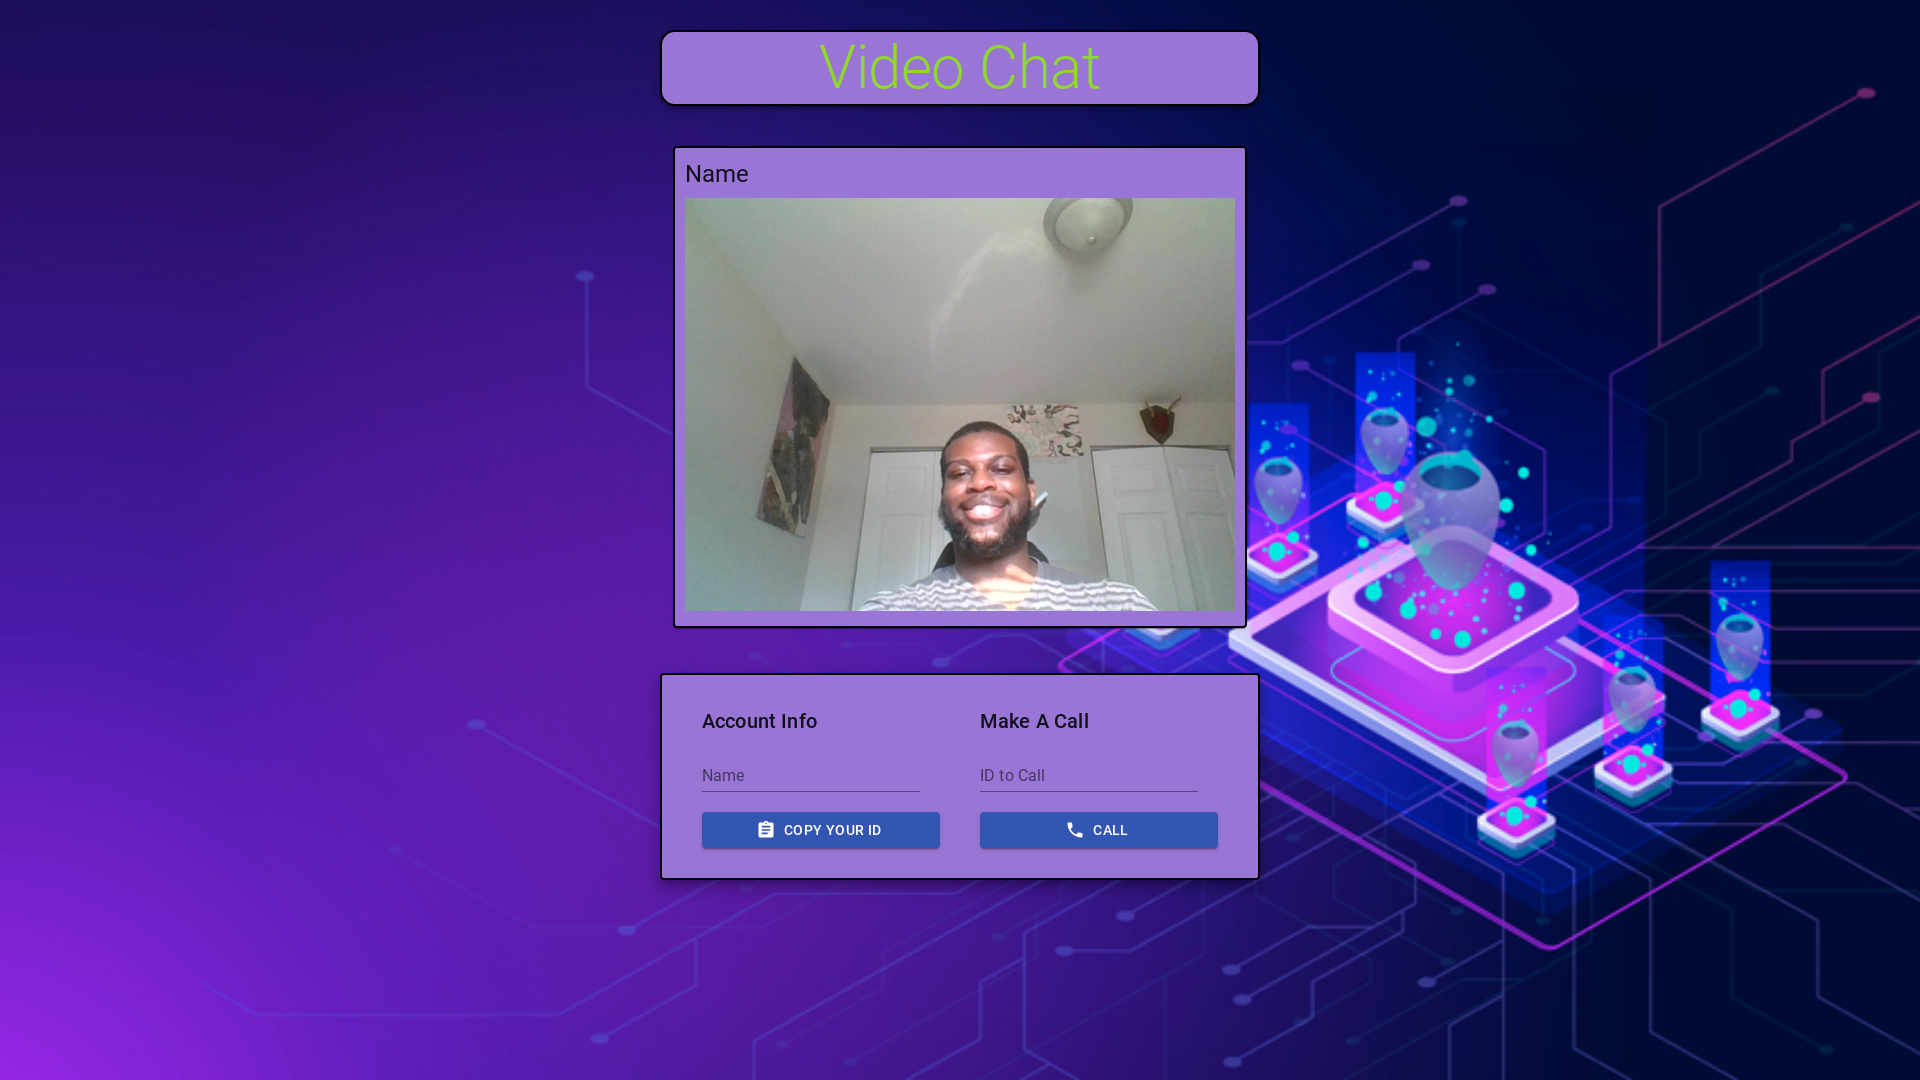 Video Chat
Name
Account Info
Make A Call
Name
ID to Call
COPY YOUR ID
CALL